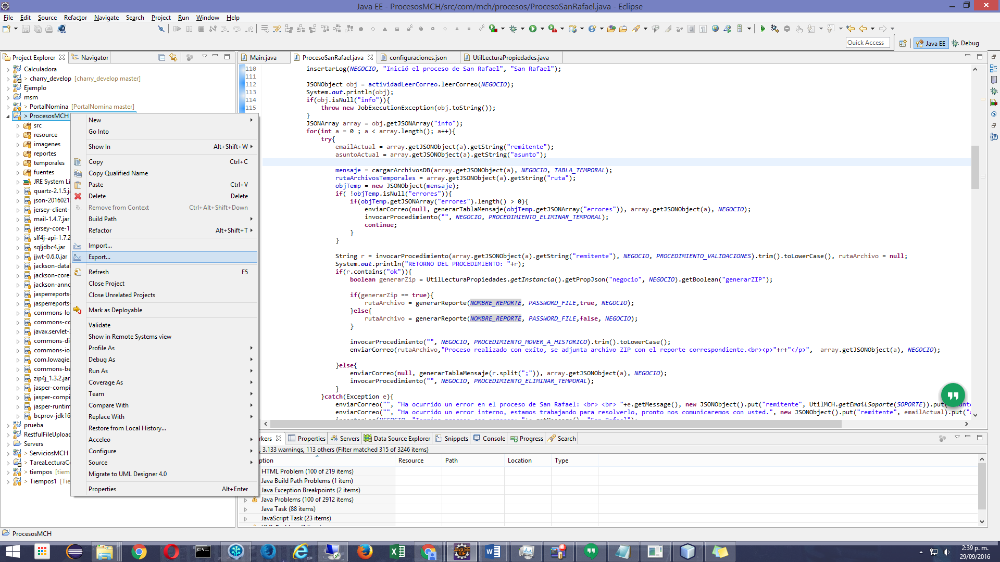 Java EE - ProcesosMCH/src/com/mch/procesos/ProcesoSanRafael.java - Eclipse
File Edit Source Refactor Navigate Search Project Run Window Help
Quick Access
Java EE
Debug
Project Explorer
Navigator
Calculadora
> charry_develop [charry_develop master]
Ejemplo
msm
> PortalNomina [PortalNomina master]
> ProcesosMCH
src
resource
imagenes
reportes
temporales
fuentes
JRE System Li
quartz-2.1.5.ja
json-2016021
jersey-client-
mail-1.4.7.jar
jersey-core-1
slf4j-api-1.7.2
sqljdbc4.jar
jjwt-0.6.0.jar
jackson-datal
jackson-core-
jackson-anno
jasperreports-
jasperreports-
commons-lo
commons-co
javax.servlet-3
commons-di
commons-io
com.lowagie.
commons-be
zip4j_1.3.2.jar
jasper-compi
jasper-compi
jasper-runtim
bcprov-jdk16
prueba
RestfulFileUploac
Servers
> ServiciosMCH
> TareaLecturaCo
> tiempos [tiem
> Tiempos1 [Tie
New
Go Into
Show In Alt+Shift+W
Copy Ctrl+C
Copy Qualified Name
Paste Ctrl+V
Delete Delete
Remove from Context Ctrl+Alt+Shift+Down
Build Path
Refactor Alt+Shift+T
Import...
Export...
Refresh F5
Close Project
Close Unrelated Projects
Mark as Deployable
Validate
Show in Remote Systems view
Profile As
Debug As
Run As
Coverage As
Team
Compare With
Replace With
Restore from Local History...
Acceleo
Configure
Source
Migrate to UML Designer 4.0
Properties Alt+Enter
Main.java
ProcesoSanRafael.java
configuraciones.json
UtilLecturaPropiedades.java
110 insertarLog(NEGOCIO, "Inició el proceso de San Rafael", "San Rafael");
111
112 JSONObject obj = actividadLeerCorreo.leerCorreo(NEGOCIO);
113 System.out.println(obj);
114 if(obj.isNull("info")){
115 throw new JobExecutionException(obj.toString());
}
JSONArray array = obj.getJSONArray("info");
for(int a = 0 ; a < array.length(); a++){
try{
emailActual = array.getJSONObject(a).getString("remitente");
asuntoActual = array.getJSONObject(a).getString("asunto");
mensaje = cargarArchivosDB(array.getJSONObject(a), NEGOCIO, TABLA_TEMPORAL);
rutaArchivosTemporales = array.getJSONObject(a).getString("ruta");
objTemp = new JSONObject(mensaje);
if( !objTemp.isNull("errores")){
if(objTemp.getJSONArray("errores").length() > 0){
enviarCorreo(null, generarTablaMensaje(objTemp.getJSONArray("errores")), array.getJSONObject(a), NEGOCIO);
invocarProcedimiento("", NEGOCIO, PROCEDIMIENTO_ELIMINAR_TEMPORAL);
continue;
}
}
String r = invocarProcedimiento(array.getJSONObject(a).getString("remitente"), NEGOCIO, PROCEDIMIENTO_VALIDACIONES).trim().toLowerCase(), rutaArchivo = null;
System.out.println("RETORNO DEL PROCEDIMIENTO: "+r);
if(r.contains("ok")){
boolean generarZip = UtilLecturaPropiedades.getInstancia().getPropJson("negocio", NEGOCIO).getBoolean("generarZIP");
if(generarZip == true){
rutaArchivo = generarReporte(NOMBRE_REPORTE, PASSWORD_FILE,true, NEGOCIO);
}else{
rutaArchivo = generarReporte(NOMBRE_REPORTE, PASSWORD_FILE,false, NEGOCIO);
}
invocarProcedimiento("", NEGOCIO, PROCEDIMIENTO_MOVER_A_HISTORICO).trim().toLowerCase();
enviarCorreo(rutaArchivo,"Proceso realizado con exíto, se adjunta archivo ZIP con el reporte correspondiente.<br><p>"+r+"</p>", array.getJSONObject(a), NEGOCIO);
}else{
enviarCorreo(null, generarTablaMensaje(r.split(";")), array.getJSONObject(a), NEGOCIO);
invocarProcedimiento("", NEGOCIO, PROCEDIMIENTO_ELIMINAR_TEMPORAL);
}
}catch(Exception e){
enviarCorreo("", "Ha ocurrido un error en el proceso de San Rafael: <br> <br> "+e.getMessage(), new JSONObject().put("remitente", UtilMCH.getEmailSoporte(SOPORTE)).put(
enviarCorreo("", "Ha ocurrido un error interno, estamos trabajando para resolverlo, pronto nos comunicaremos con usted.", new JSONObject().put("remitente", emailActual).put("
rkers
Properties
Servers
Data Source Explorer
Snippets
Console
Progress
Search
, 3.133 warnings, 113 others (Filter matched 315 of 3246 items)
ption Resource Path Location Type
HTML Problem (100 of 219 items)
Java Build Path Problems (1 item)
Java Exception Breakpoints (2 items)
Java Problems (100 of 2912 items)
Java Task (88 items)
JavaScript Task (23 items)
ProcesosMCH
2:39 p. m.
29/09/2016